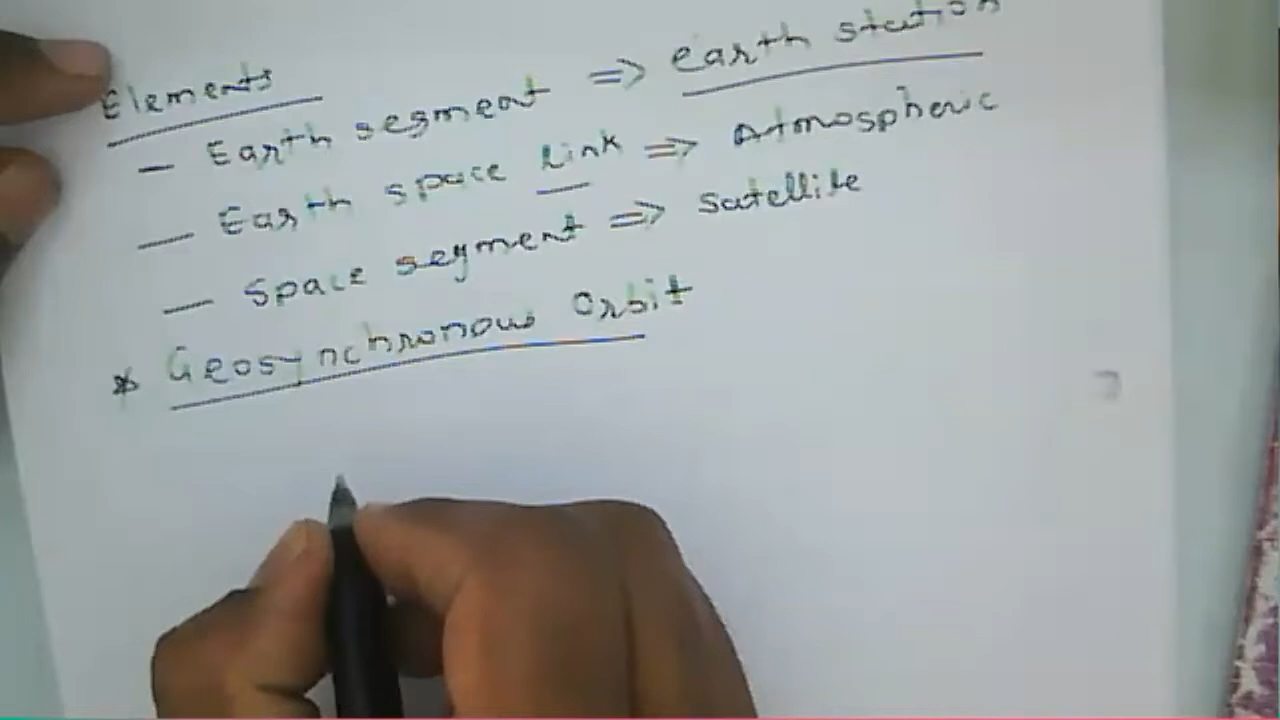 Elements
— Earth segment => earth station
— Earth space link => Atmospheric
— Space segment => satellite
* Geosynchronous Orbit